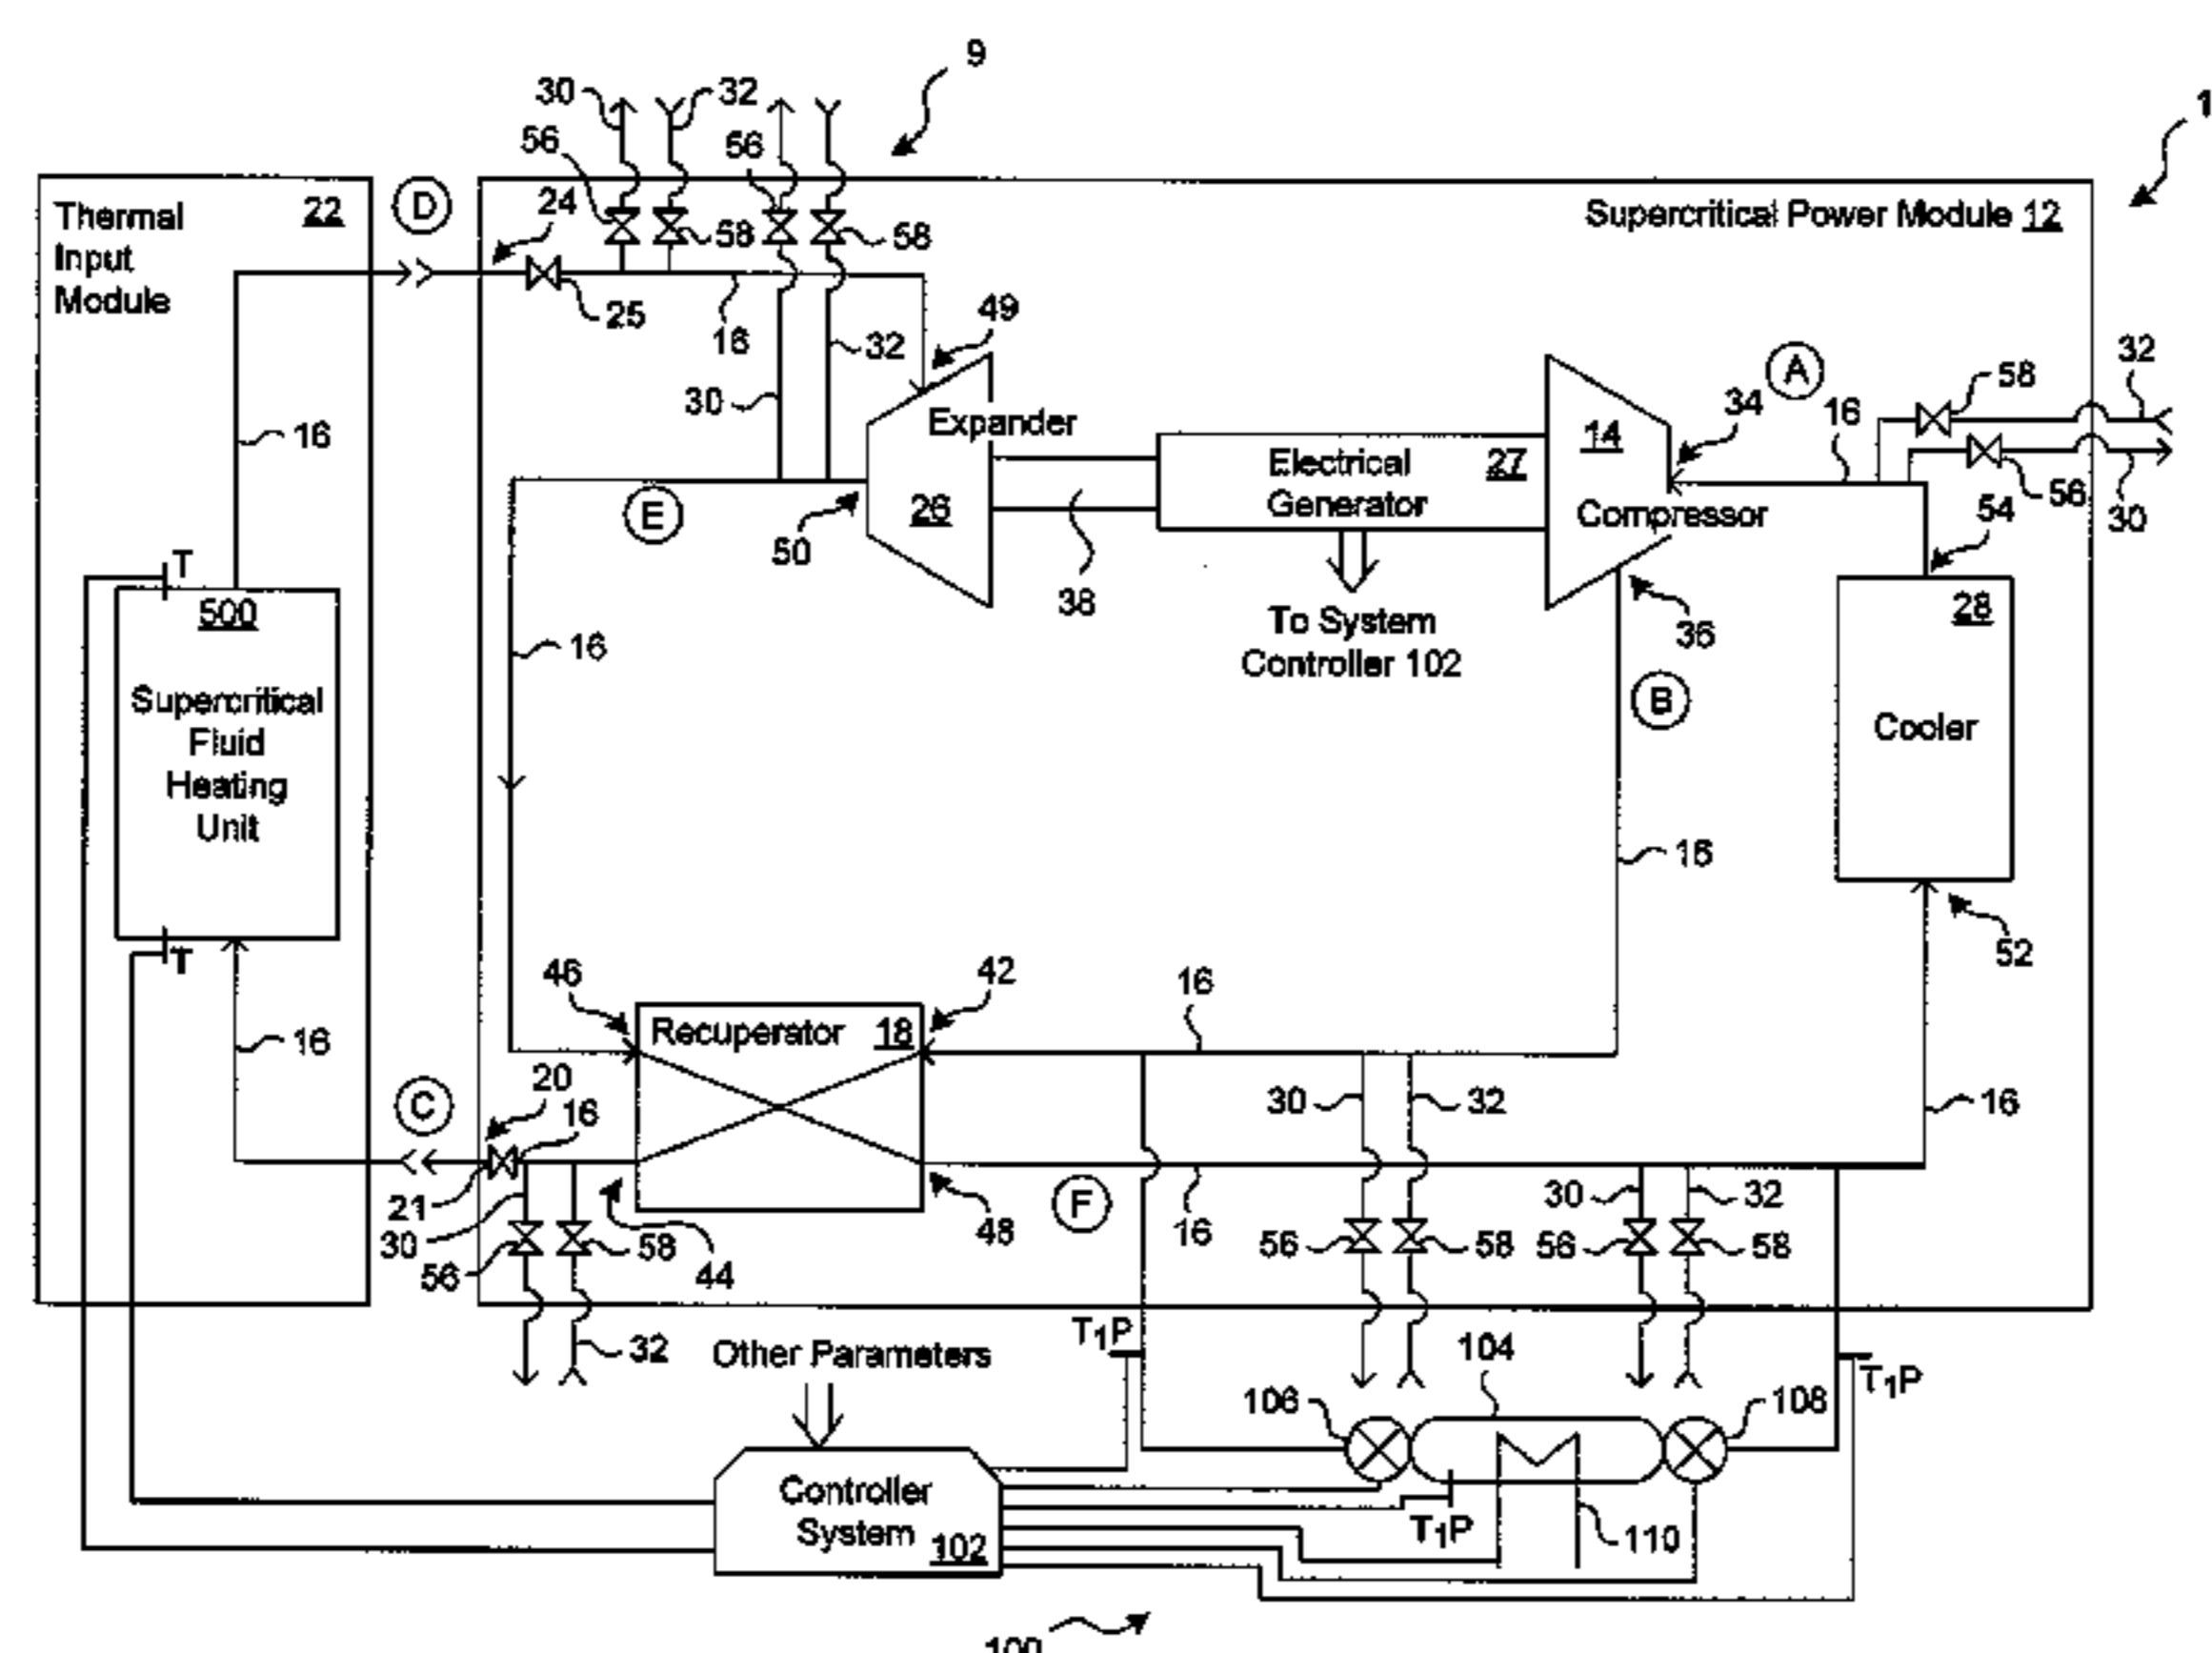 9
1
30
32
56
56
Thermal
Input
Module
22
D
24
58
58
Supercritical Power Module 12
25
16
49
32
30
A
32
58
34
16
16
Expander
14
Electrical
Generator
27
E
26
50
Compressor
56
30
54
38
T
500
To System
Controller 102
36
28
16
Supercritical
Fluid
Heating
Unit
B
Cooler
16
T
52
46
42
16
Recuperator 18
16
20
16
C
30
32
16
21
30
56
58
44
48
F
16
56
58
30
32
56
58
32
Other Parameters
T₁P
104
T₁P
106
108
Controller
System
102
T₁P
110
100